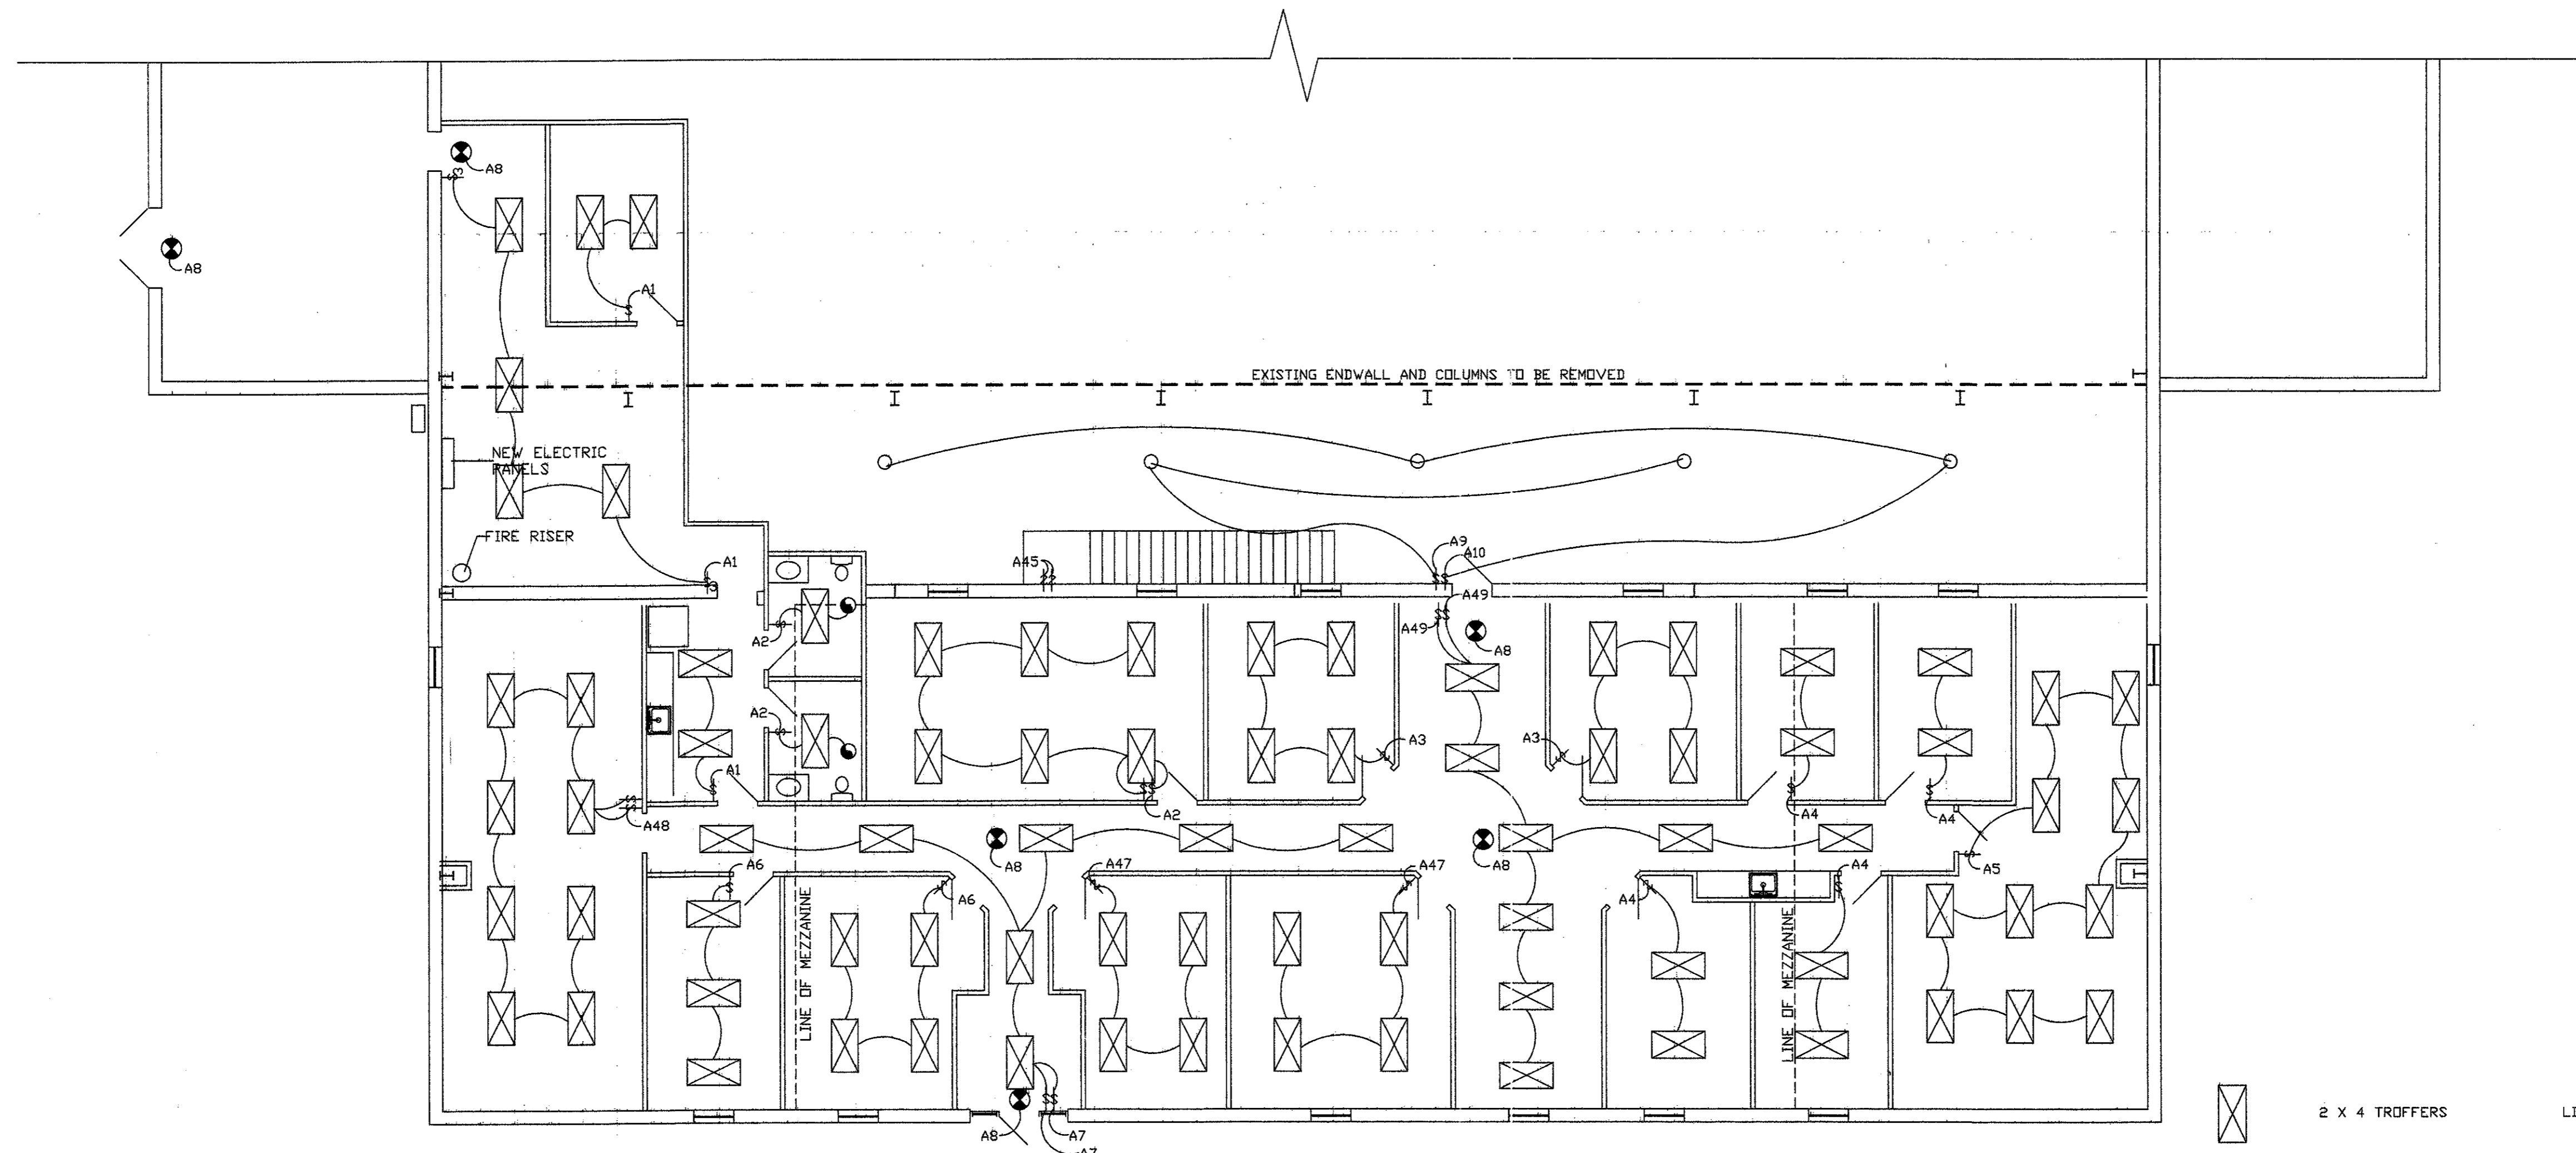 A8
3
A8
A1
EXISTING ENDWALL AND COLUMNS TO BE REMOVED
NEW ELECTRIC
PANELS
FIRE RISER
A1
A45
A9
A10
A49
A49
A8
A2
A2
A3
A3
A1
A48
A2
A4
A4
A8
A8
A6
A47
A47
A4
A5
A6
A4
LINE OF MEZZANINE
LINE OF MEZZANINE
A8
A7
A7
2 X 4 TROFFERS